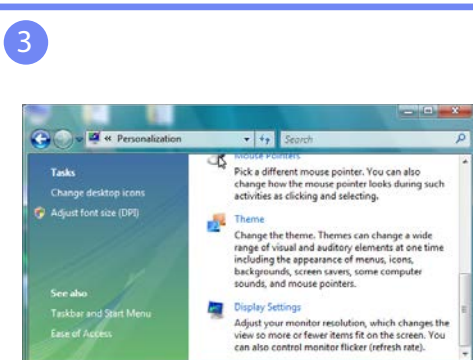 3
« Personalization
Search
Tasks
Change desktop icons
Adjust font size (DPI)
See also
Taskbar and Start Menu
Ease of Access
Mouse Pointers
Pick a different mouse pointer. You can also
change how the mouse pointer looks during such
activities as clicking and selecting.
Theme
Change the theme. Themes can change a wide
range of visual and auditory elements at one time
including the appearance of menus, icons,
backgrounds, screen savers, some computer
sounds, and mouse pointers.
Display Settings
Adjust your monitor resolution, which changes the
view so more or fewer items fit on the screen. You
can also control monitor flicker (refresh rate).